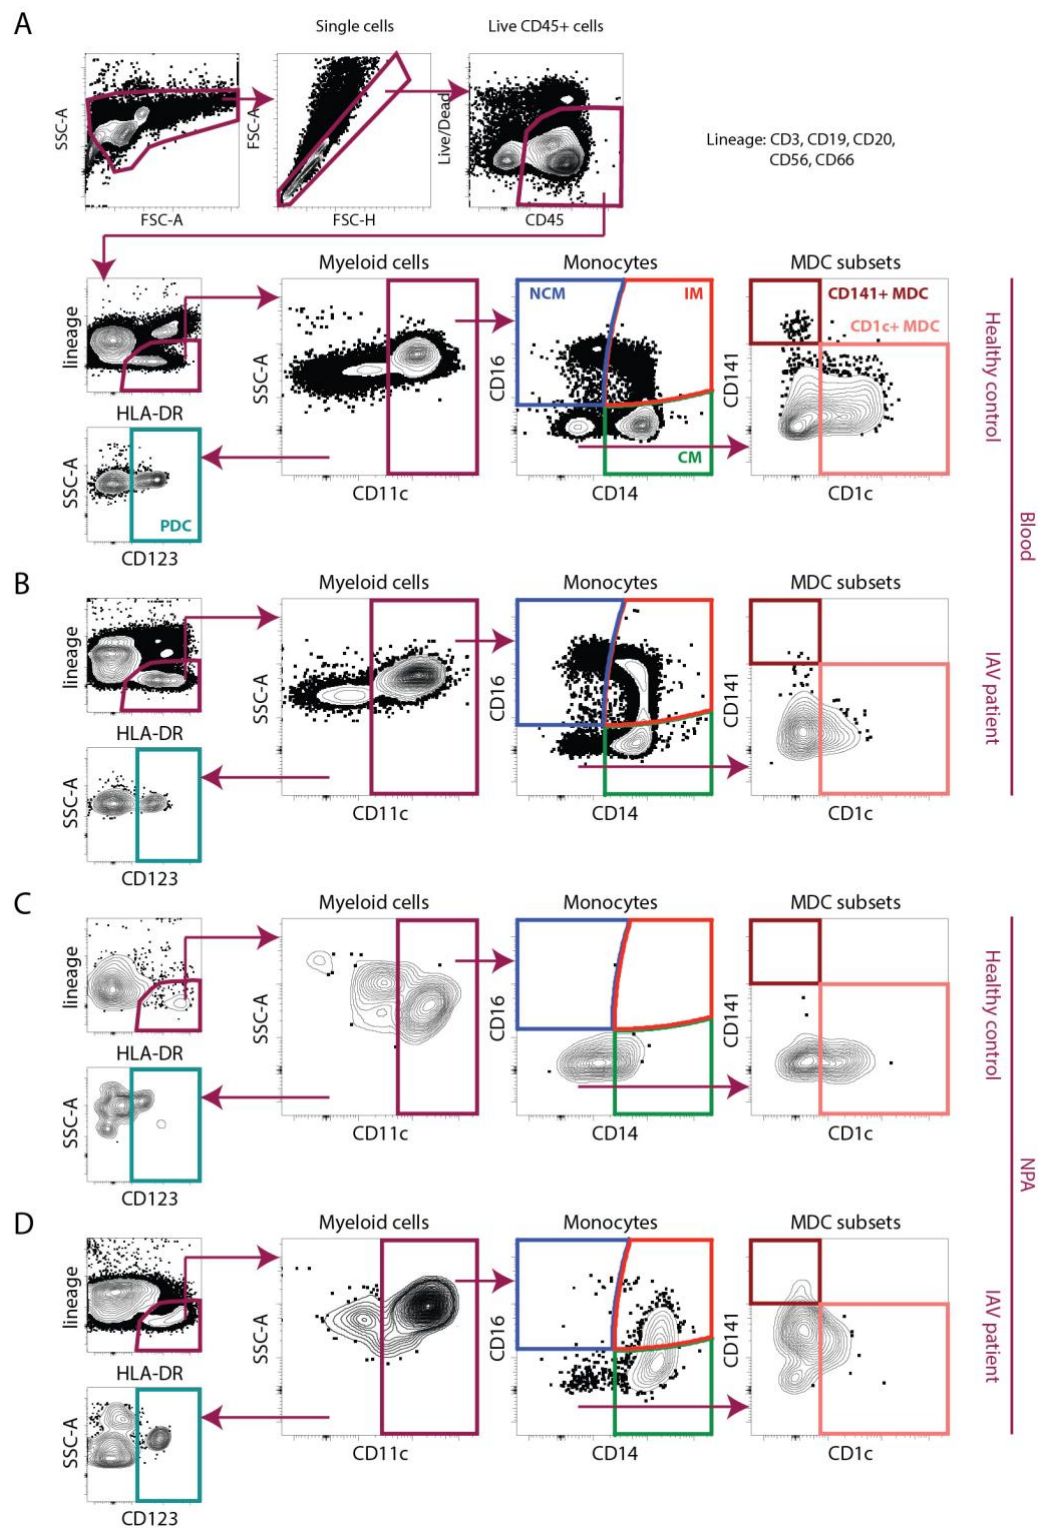 A
Single cells
Live CD45+ cells
SSC-A
FSC-A
Live/Dead
Lineage: CD3, CD19, CD20,
CD56, CD66
FSC-A
FSC-H
CD45
Myeloid cells
Monocytes
MDC subsets
lineage
SSC-A
CD16
NCM
IM
CM
CD141
CD141+ MDC
CD1c+ MDC
Healthy control
HLA-DR
SSC-A
PDC
CD11c
CD14
CD1c
CD123
Blood
B
Myeloid cells
Monocytes
MDC subsets
lineage
SSC-A
CD16
CD141
IAV patient
HLA-DR
SSC-A
CD11c
CD14
CD1c
CD123
C
Myeloid cells
Monocytes
MDC subsets
lineage
SSC-A
CD16
CD141
Healthy control
HLA-DR
SSC-A
CD11c
CD14
CD1c
CD123
NPA
D
Myeloid cells
Monocytes
MDC subsets
lineage
SSC-A
CD16
CD141
IAV patient
HLA-DR
SSC-A
CD11c
CD14
CD1c
CD123